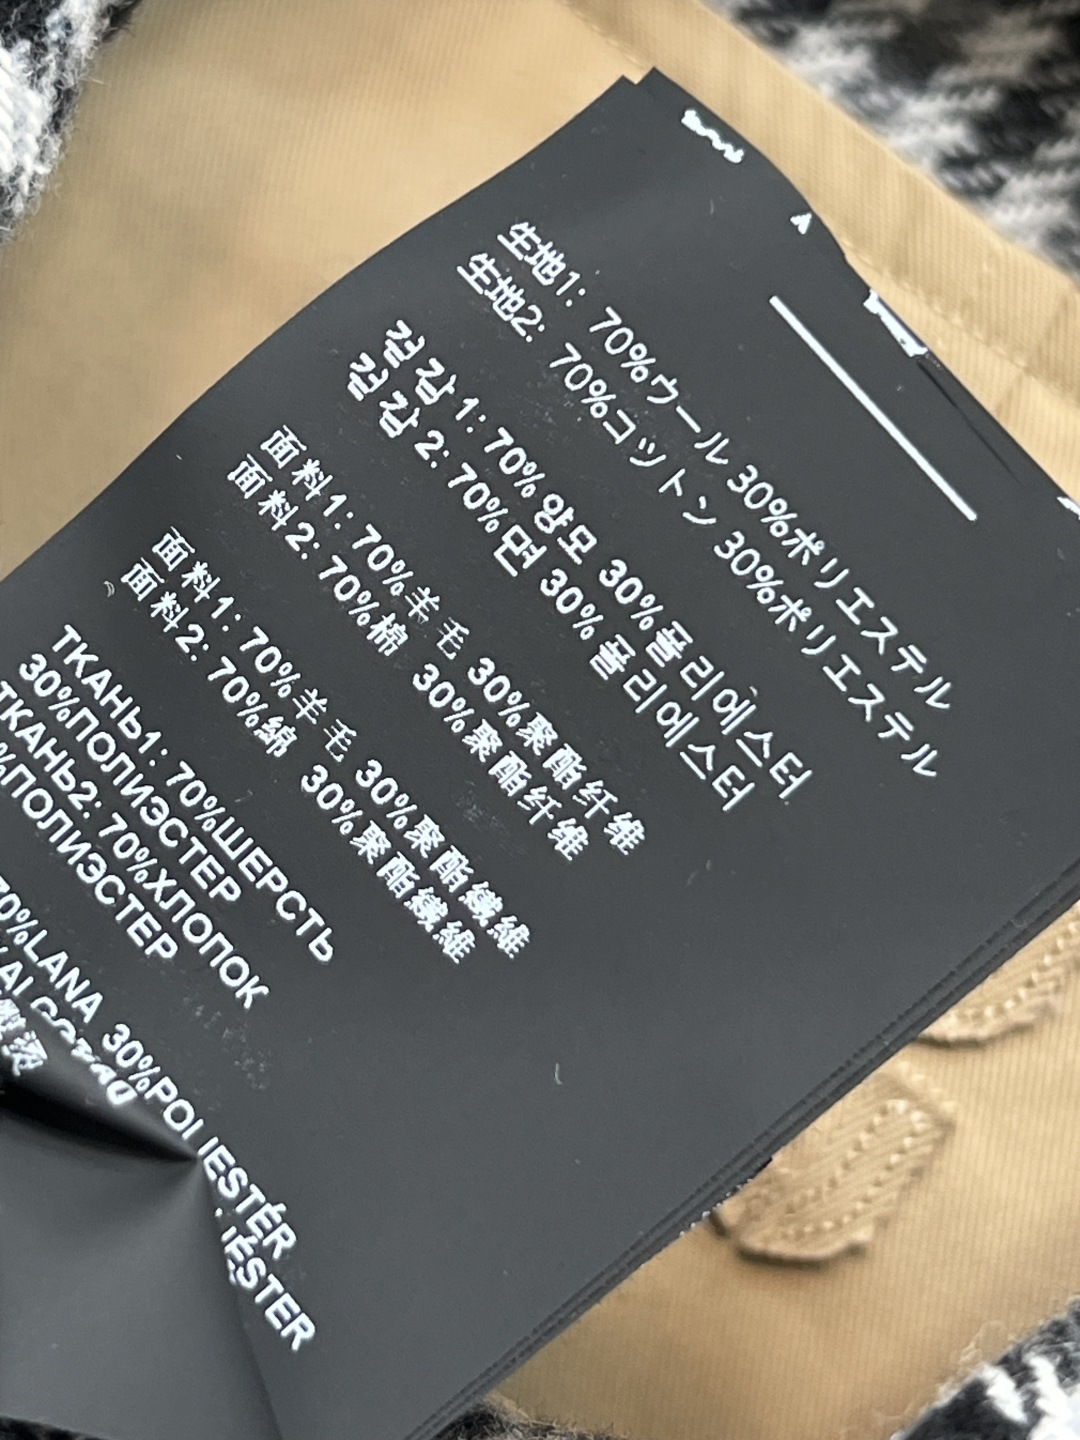 生地1: 70%ウール 30%ポリエステル
生地2: 70%コットン 30%ポリエステル
겉감 1: 70%양모 30%폴리에스터
겉감 2: 70%면 30%폴리에스터
面料1: 70%羊毛 30%聚酯纤维
面料2: 70%棉 30%聚酯纤维
面料1: 70%羊毛 30%聚酯纖維
面料2: 70%綿 30%聚酯纖維
ТКАНЬ1: 70%ШЕРСТЬ
30%ПОЛИЭСТЕР
ТКАНЬ2: 70%ХЛОПОК
%ПОЛИЭСТЕР
70%LANA 30%POLIESTÉR